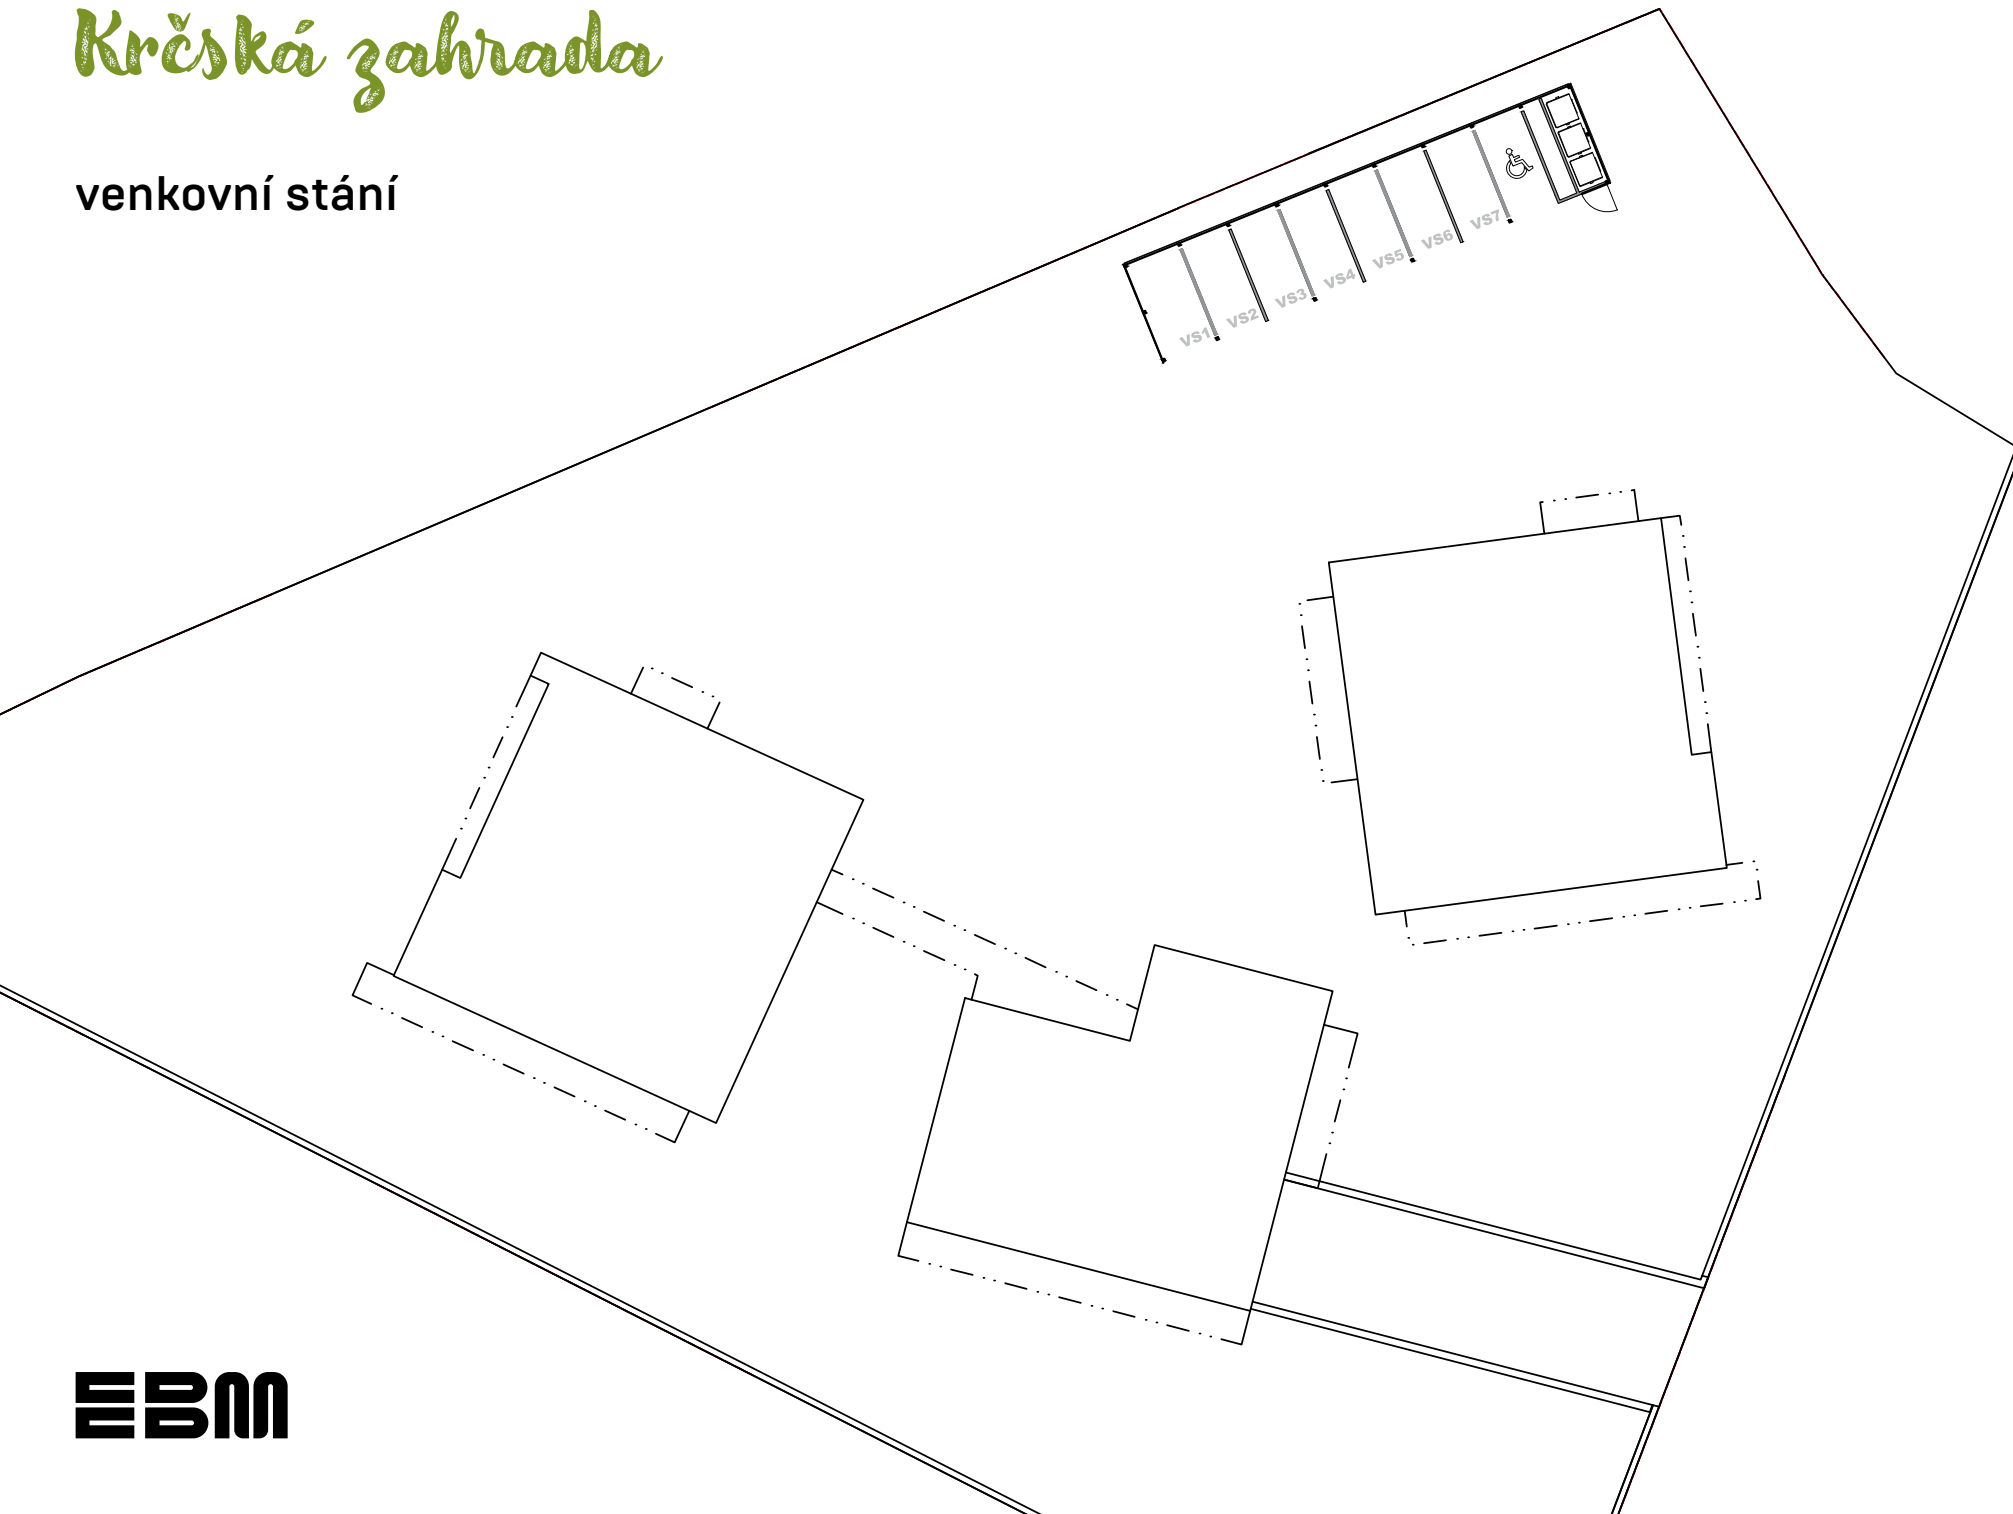 Krčská zahrada
venkovní stání
VS1
VS2
VS3
VS4
VS5
VS6
VS7
EBM